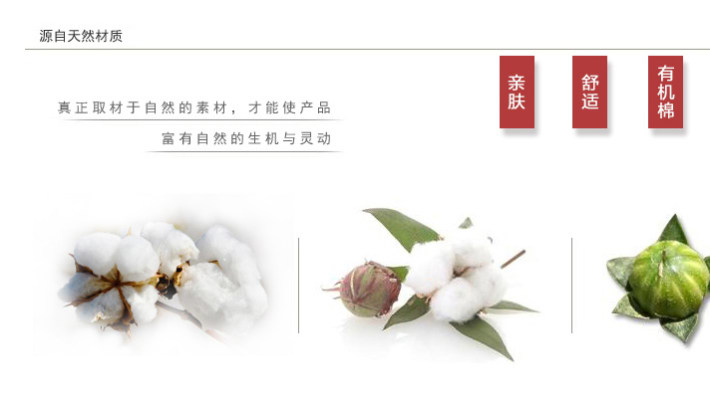 源自天然材质
亲肤
舒适
有机棉
真正取材于自然的素材，才能使产品
富有自然的生机与灵动